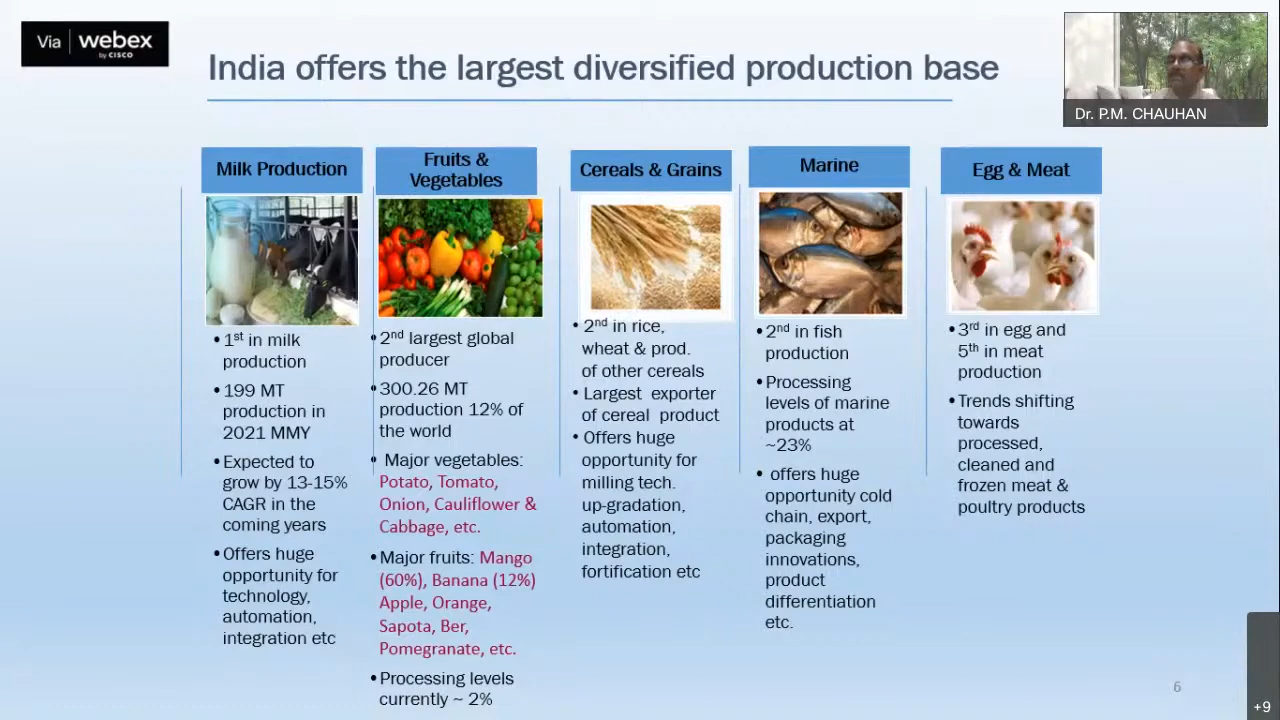 Via webex
by CISCO
India offers the largest diversified production base
Dr. P.M. CHAUHAN
Milk Production
•1st in milk
production
•199 MT
production in
2021 MMY
•Expected to
grow by 13-15%
CAGR in the
coming years
•Offers huge
opportunity for
technology,
automation,
integration etc
Fruits &
Vegetables
•2nd largest global
producer
•300.26 MT
production 12% of
the world
• Major vegetables:
Potato, Tomato,
Onion, Cauliflower &
Cabbage, etc.
•Major fruits: Mango
(60%), Banana (12%)
Apple, Orange,
Sapota, Ber,
Pomegranate, etc.
•Processing levels
currently ~ 2%
Cereals & Grains
• 2nd in rice,
wheat & prod.
of other cereals
• Largest exporter
of cereal product
• Offers huge
opportunity for
milling tech.
up-gradation,
automation,
integration,
fortification etc
Marine
•2nd in fish
production
•Processing
levels of marine
products at
~23%
• offers huge
opportunity cold
chain, export,
packaging
innovations,
product
differentiation
etc.
Egg & Meat
•3rd in egg and
5th in meat
production
•Trends shifting
towards
processed,
cleaned and
frozen meat &
poultry products
6
+9